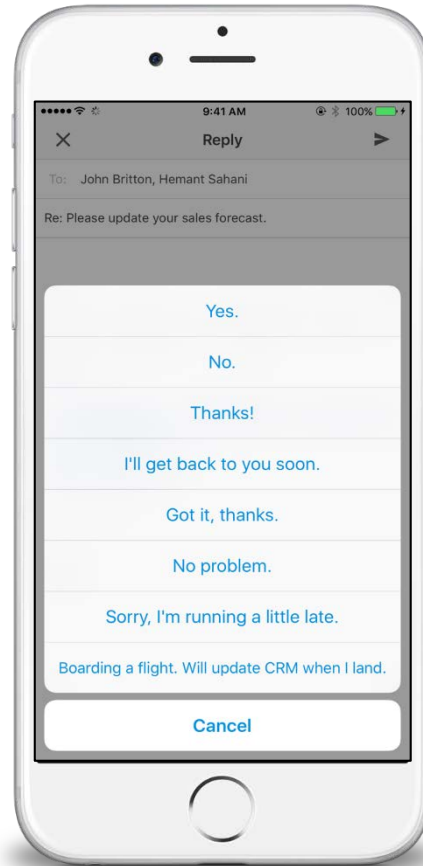 9:41 AM 100%
Reply
To: John Britton, Hemant Sahani
Re: Please update your sales forecast.
Yes.
No.
Thanks!
I'll get back to you soon.
Got it, thanks.
No problem.
Sorry, I'm running a little late.
Boarding a flight. Will update CRM when I land.
Cancel